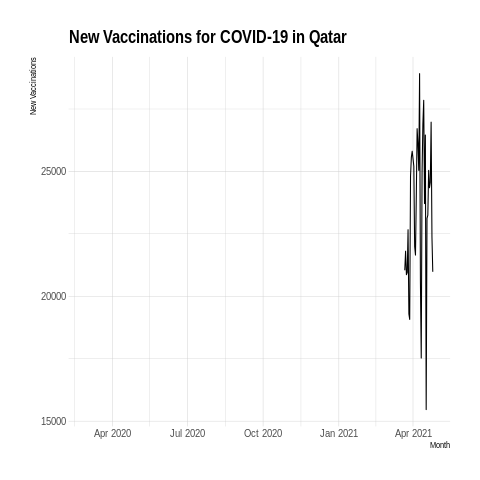 New Vaccinations for COVID-19 in Qatar
New Vaccinations
25000
20000
15000
Apr 2020 Jul 2020 Oct 2020 Jan 2021 Apr 2021
Month